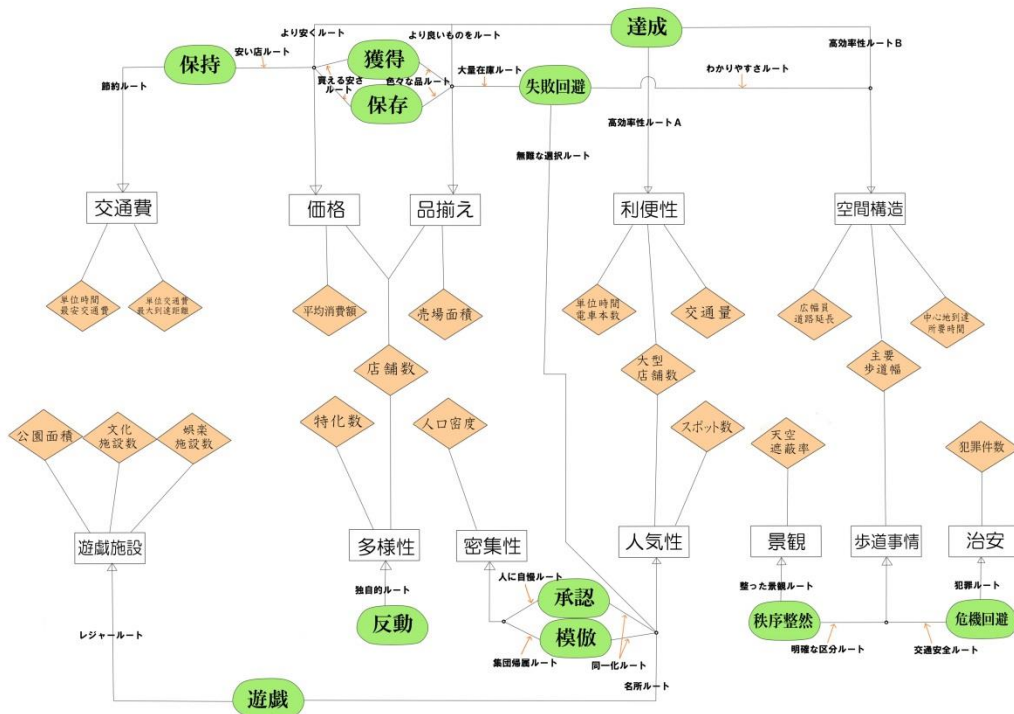 達成
より安くルート
より良いものをルート
高効率性ルートB
安い店ルート
獲得
保持
大量在庫ルート
わかりやすさルート
節約ルート
買える安さ
ルート
色々な品ルート
失敗回避
保存
高効率性ルートA
無難な選択ルート
交通費
価格
品揃え
利便性
空間構造
単位時間
最安交通費
単位交通費
最大到達距離
平均消費額
売場面積
単位時間
電車本数
交通量
広幅員
道路延長
中心地到達
所要時間
店舗数
大型
店舗数
主要
歩道幅
公園面積
文化
施設数
娯楽
施設数
特化数
人口密度
スポット数
天空
遮蔽率
犯罪件数
遊戯施設
多様性
密集性
人気性
景観
歩道事情
治安
人に自慢ルート
独自的ルート
整った景観ルート
犯罪ルート
承認
反動
秩序整然
危機回避
レジャールート
模倣
明確な区分ルート
交通安全ルート
集団帰属ルート
同一化ルート
名所ルート
遊戯